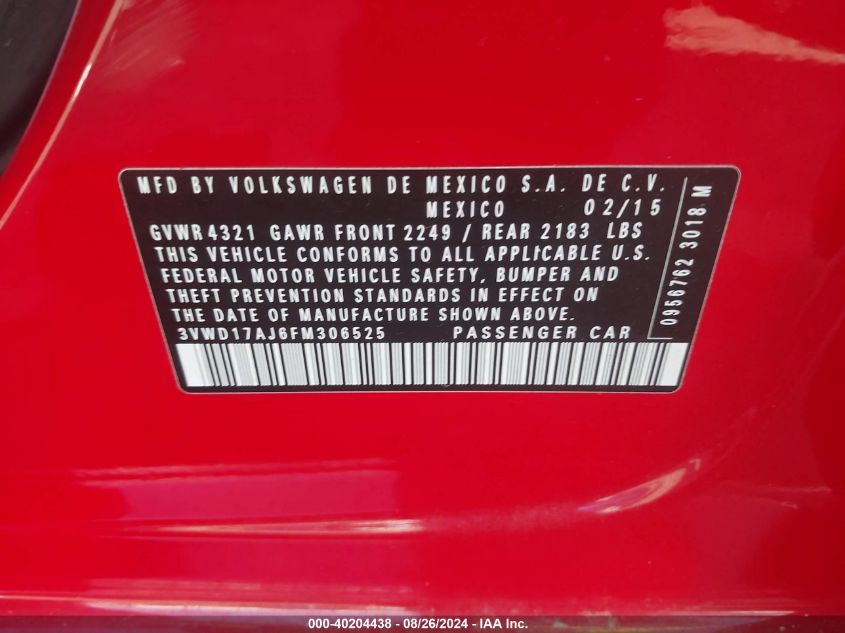 MFD BY VOLKSWAGEN DE MEXICO S.A. DE C.V.
MEXICO 02/15
GVWR 4321 GAWR FRONT 2249 / REAR 2183 LBS
THIS VEHICLE CONFORMS TO ALL APPLICABLE U.S.
FEDERAL MOTOR VEHICLE SAFETY, BUMPER AND
THEFT PREVENTION STANDARDS IN EFFECT ON
THE DATE OF MANUFACTURE SHOWN ABOVE.
3VWD17AJ6FM306525 PASSENGER CAR
0956762 3018 M
000-40204438 - 08/26/2024 - IAA Inc.